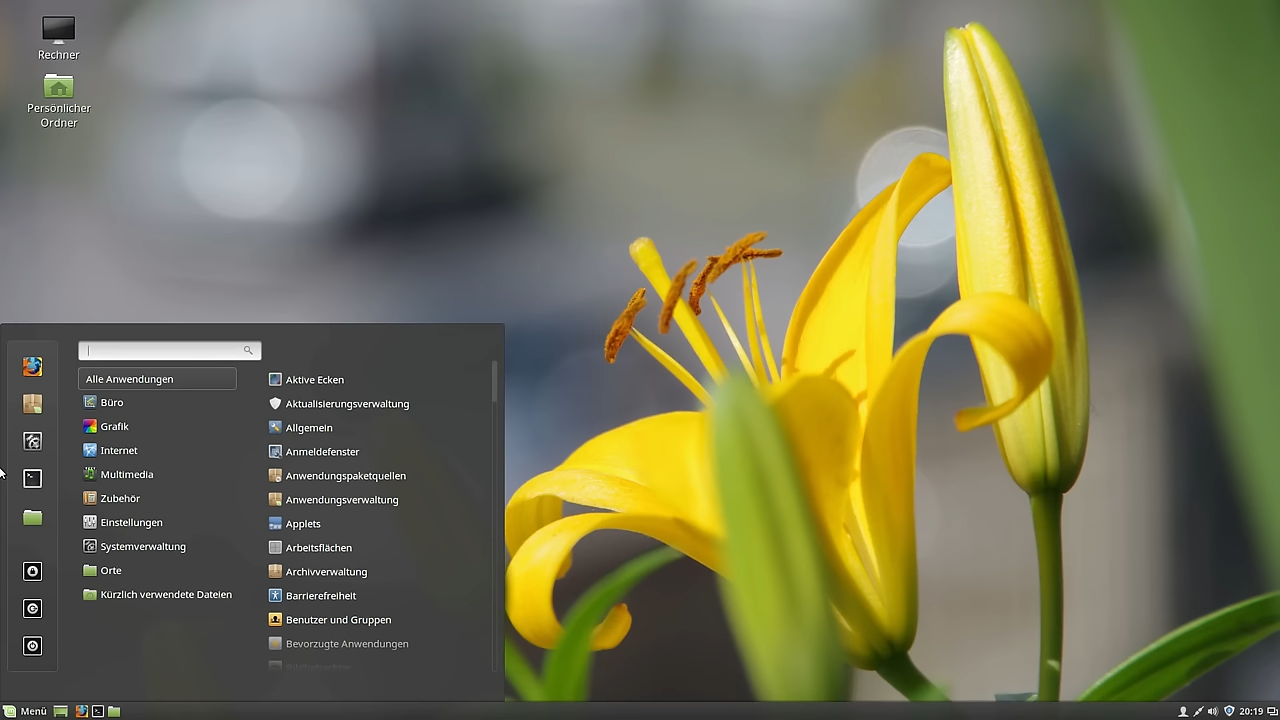 Rechner
Persönlicher
Ordner
Alle Anwendungen
Büro
Grafik
Internet
Multimedia
Zubehör
Einstellungen
Systemverwaltung
Orte
Kürzlich verwendete Dateien
Aktive Ecken
Aktualisierungsverwaltung
Allgemein
Anmeldefenster
Anwendungspaketquellen
Anwendungsverwaltung
Applets
Arbeitsflächen
Archivverwaltung
Barrierefreiheit
Benutzer und Gruppen
Bevorzugte Anwendungen
Menü
20:19